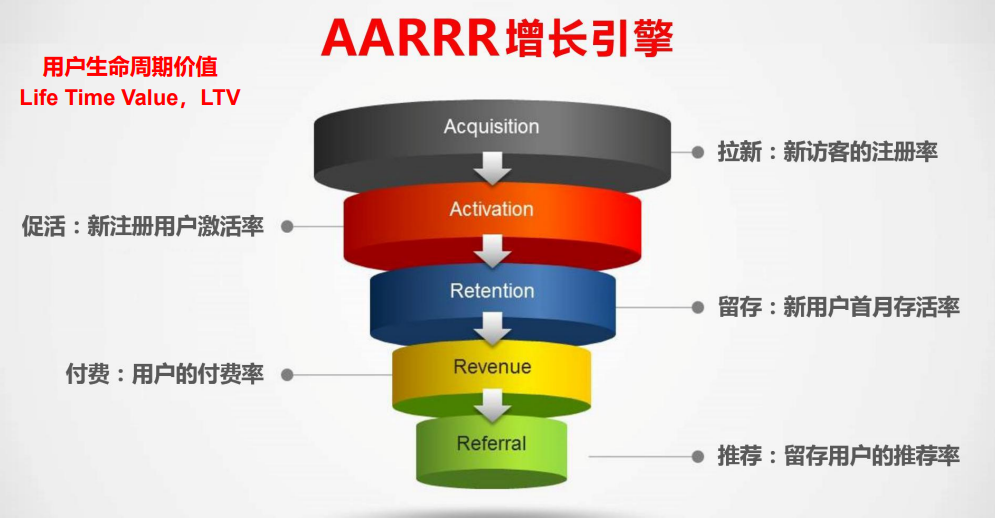 AARRR增长引擎
用户生命周期价值
Life Time Value，LTV
Acquisition
拉新：新访客的注册率
Activation
促活：新注册用户激活率
Retention
留存：新用户首月存活率
Revenue
付费：用户的付费率
Referral
推荐：留存用户的推荐率